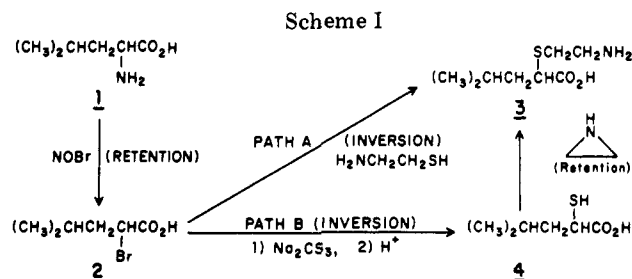 Scheme I
(CH₃)₂CHCH₂CHCO₂H
NH₂
1
SCH₂CH₂NH₂
(CH₃)₂CHCH₂CHCO₂H
3
NOBr (RETENTION)
PATH A (INVERSION)
H₂NCH₂CH₂SH
H
N
(Retention)
(CH₃)₂CHCH₂CHCO₂H
Br
2
PATH B (INVERSION)
1) Na₂CS₃, 2) H⁺
SH
(CH₃)₂CHCH₂CHCO₂H
4